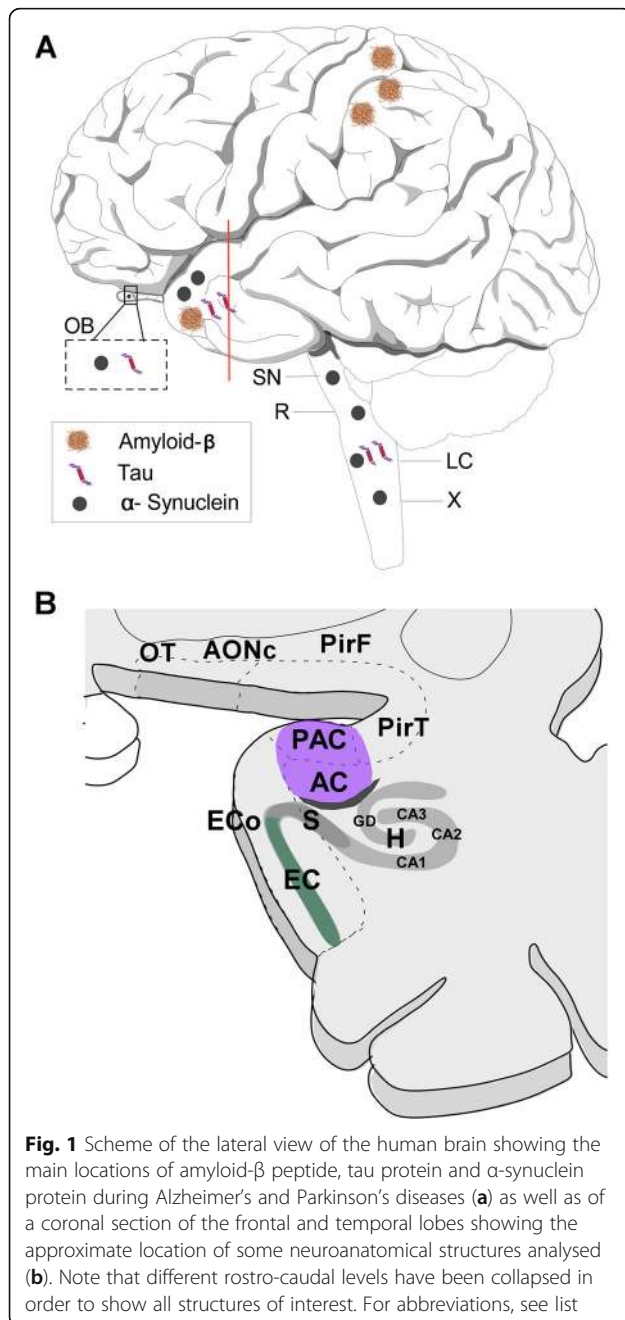 A
OB
SN
R
LC
X
Amyloid-β
Tau
α- Synuclein
B
OT AONc PirF
PAC PirT
AC
ECo S GD CA3
H CA2
CA1
EC
Fig. 1 Scheme of the lateral view of the human brain showing the
main locations of amyloid-β peptide, tau protein and α-synuclein
protein during Alzheimer's and Parkinson's diseases (a) as well as of
a coronal section of the frontal and temporal lobes showing the
approximate location of some neuroanatomical structures analysed
(b). Note that different rostro-caudal levels have been collapsed in
order to show all structures of interest. For abbreviations, see list